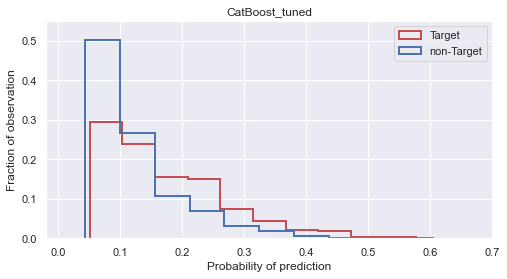 CatBoost_tuned
Target
non-Target
Fraction of observation
0.5
0.4
0.3
0.2
0.1
0.0
0.0 0.1 0.2 0.3 0.4 0.5 0.6 0.7
Probability of prediction